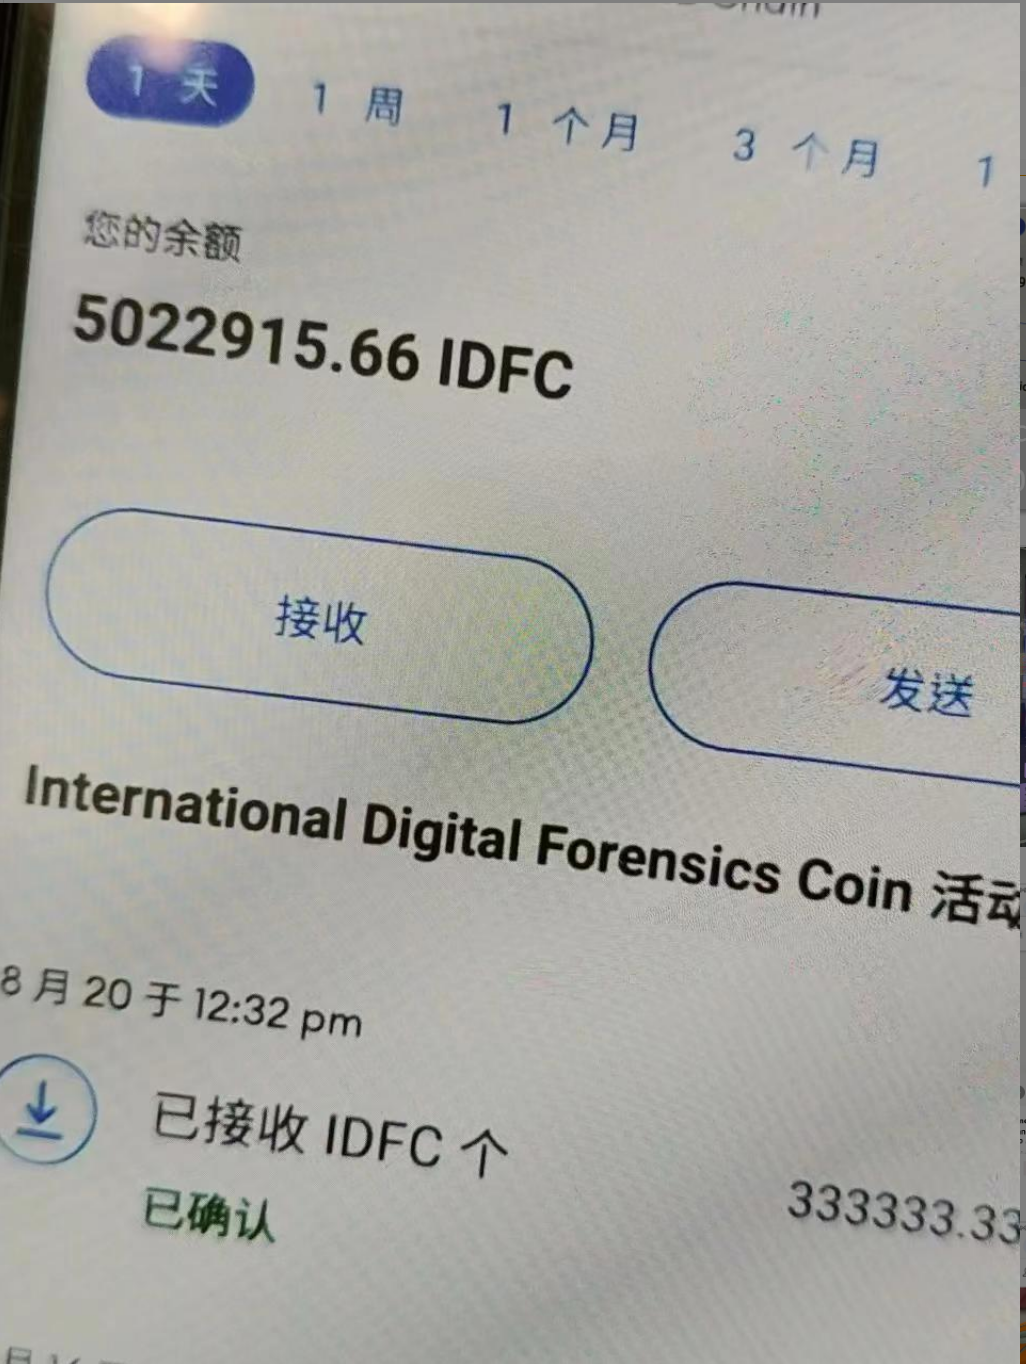 1 天 1 周 1 个月 3 个月 1
您的余额
5022915.66 IDFC
接收
发送
International Digital Forensics Coin 活动
8 月 20 于 12:32 pm
已接收 IDFC 个
333333.33
已确认